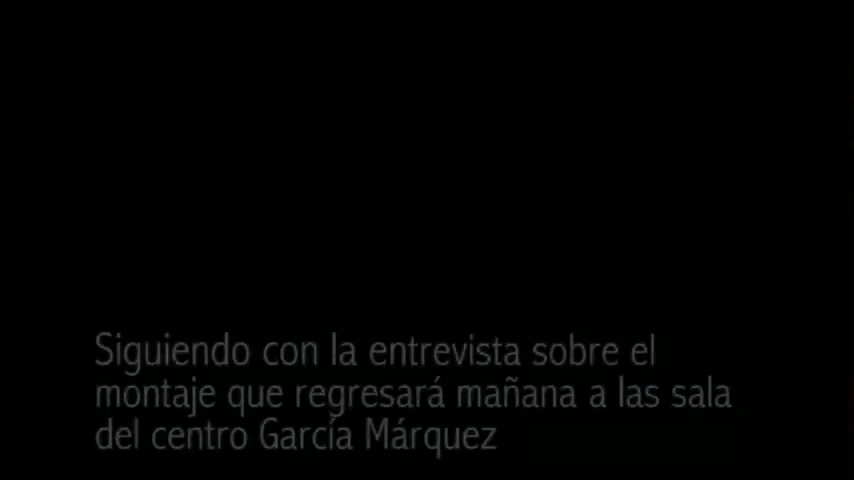 Siguiendo con la entrevista sobre el
montaje que regresará mañana a las sala
del centro García Márquez